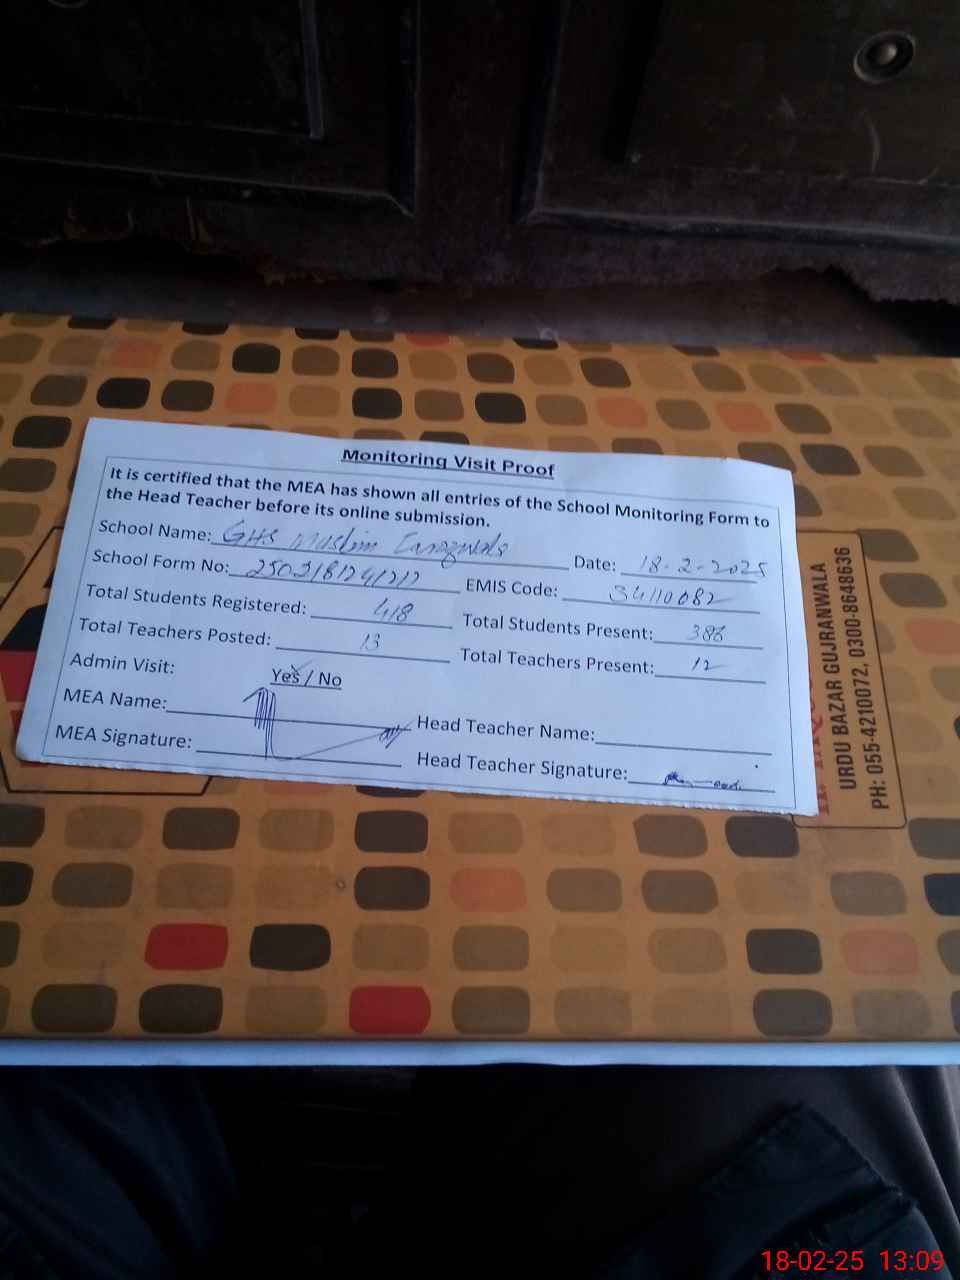 Monitoring Visit Proof
It is certified that the MEA has shown all entries of the School Monitoring Form to
the Head Teacher before its online submission.
School Name: GHS Muslim Date: 18-2-2025
School Form No: EMIS Code: 34110082
Total Students Registered: 418 Total Students Present: 388
Total Teachers Posted: 13 Total Teachers Present: 12
Admin Visit: Yes / No
MEA Name: Head Teacher Name:
MEA Signature: Head Teacher Signature:
URDU BAZAR GUJRANWALA
PH: 055-4210072, 0300-8648636
18-02-25 13:09